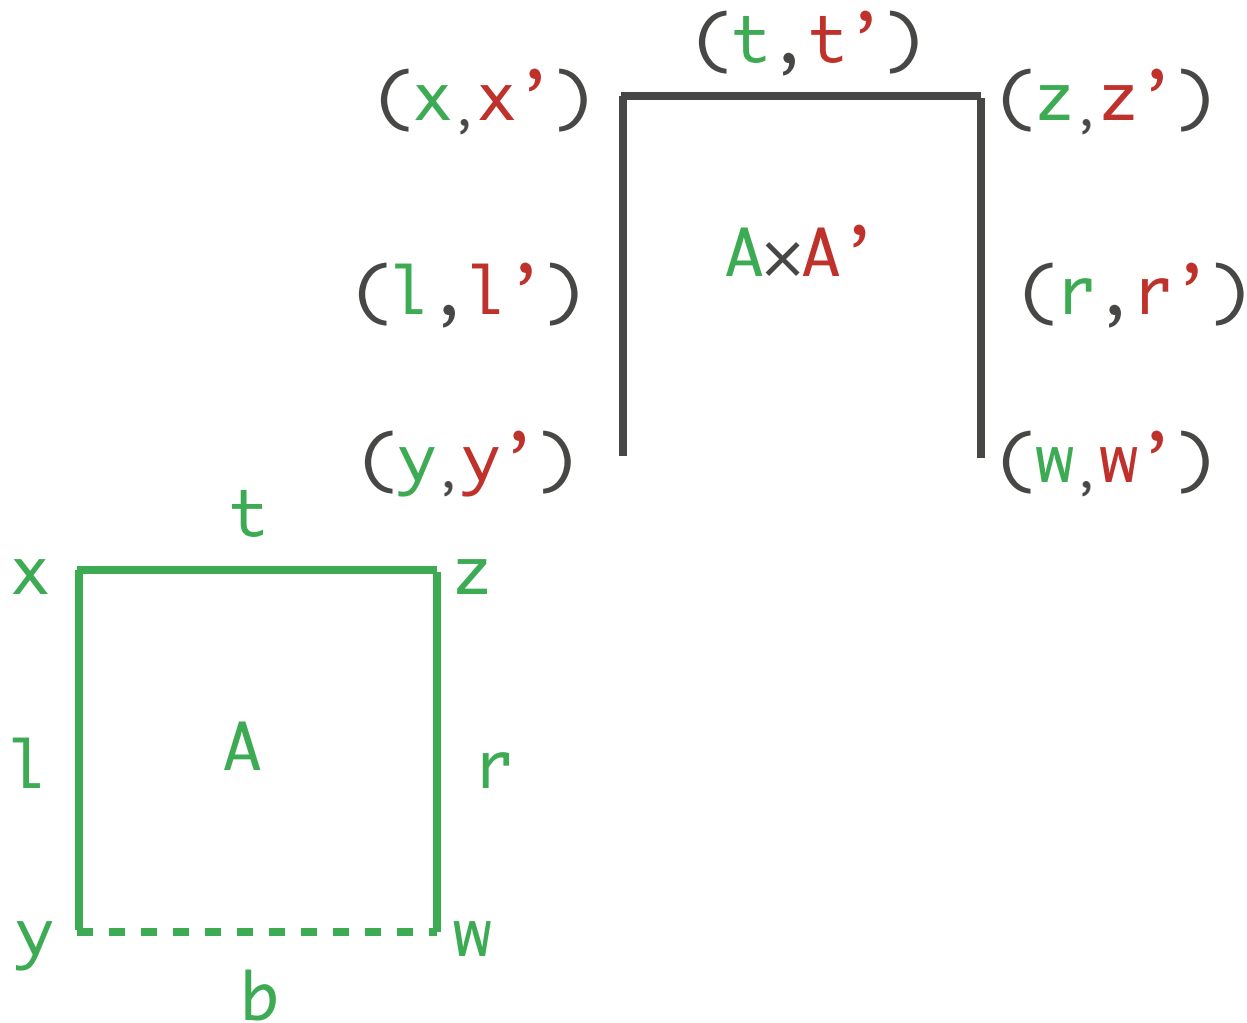 (t,t’)
(x,x’) (z,z’)
A×A’
(l,l’) (r,r’)
(y,y’) (w,w’)
t
x z
A
l r
y w
b